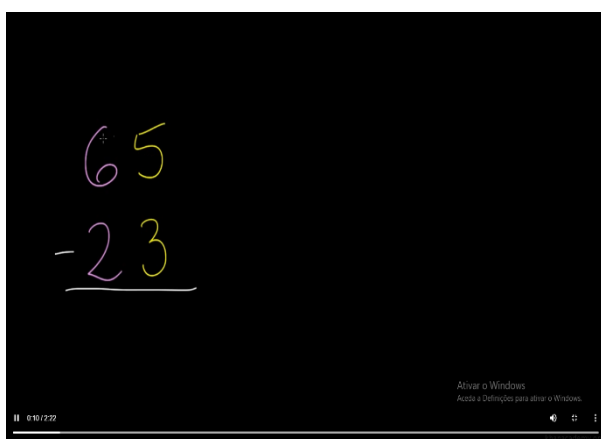 65
- 23
Ativar o Windows
Aceda a Definições para ativar o Windows.
0:10 / 2:22